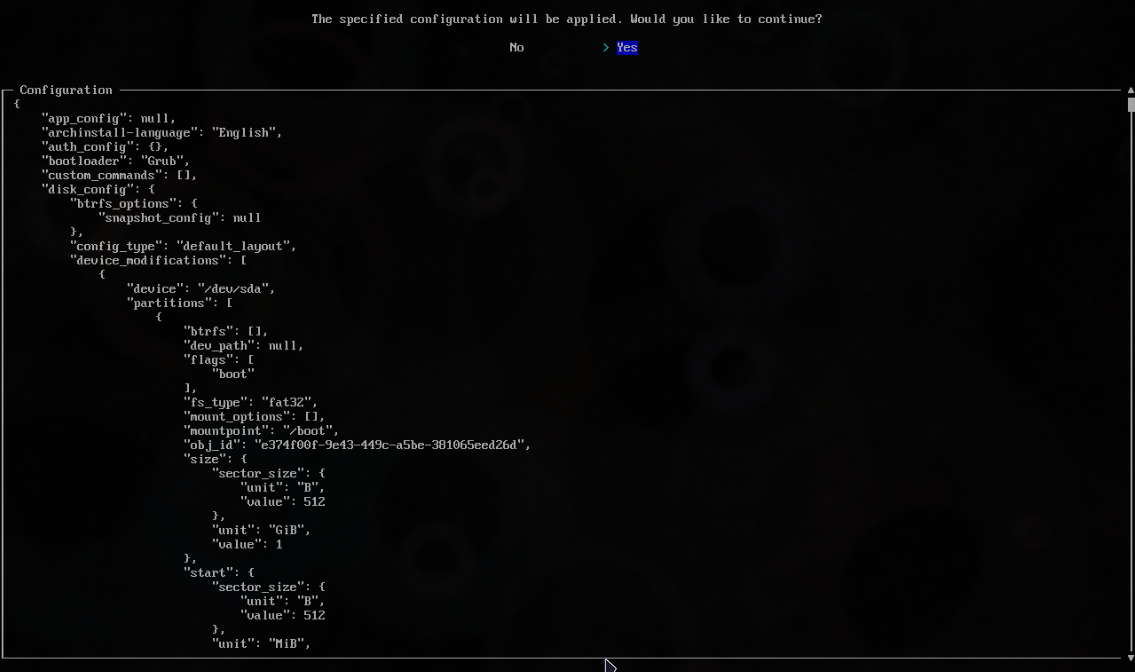 The specified configuration will be applied. Would you like to continue?
No > Yes
Configuration
{
    "app_config": null,
    "archinstall-language": "English",
    "auth_config": {},
    "bootloader": "Grub",
    "custom_commands": [],
    "disk_config": {
        "btrfs_options": {
            "snapshot_config": null
        },
        "config_type": "default_layout",
        "device_modifications": [
            {
                "device": "/dev/sda",
                "partitions": [
                    {
                        "btrfs": [],
                        "dev_path": null,
                        "flags": [
                            "boot"
                        ],
                        "fs_type": "fat32",
                        "mount_options": [],
                        "mountpoint": "/boot",
                        "obj_id": "e374f00f-9e43-449c-a5be-381065eed26d",
                        "size": {
                            "sector_size": {
                                "unit": "B",
                                "value": 512
                            },
                            "unit": "GiB",
                            "value": 1
                        },
                        "start": {
                            "sector_size": {
                                "unit": "B",
                                "value": 512
                            },
                            "unit": "MiB",